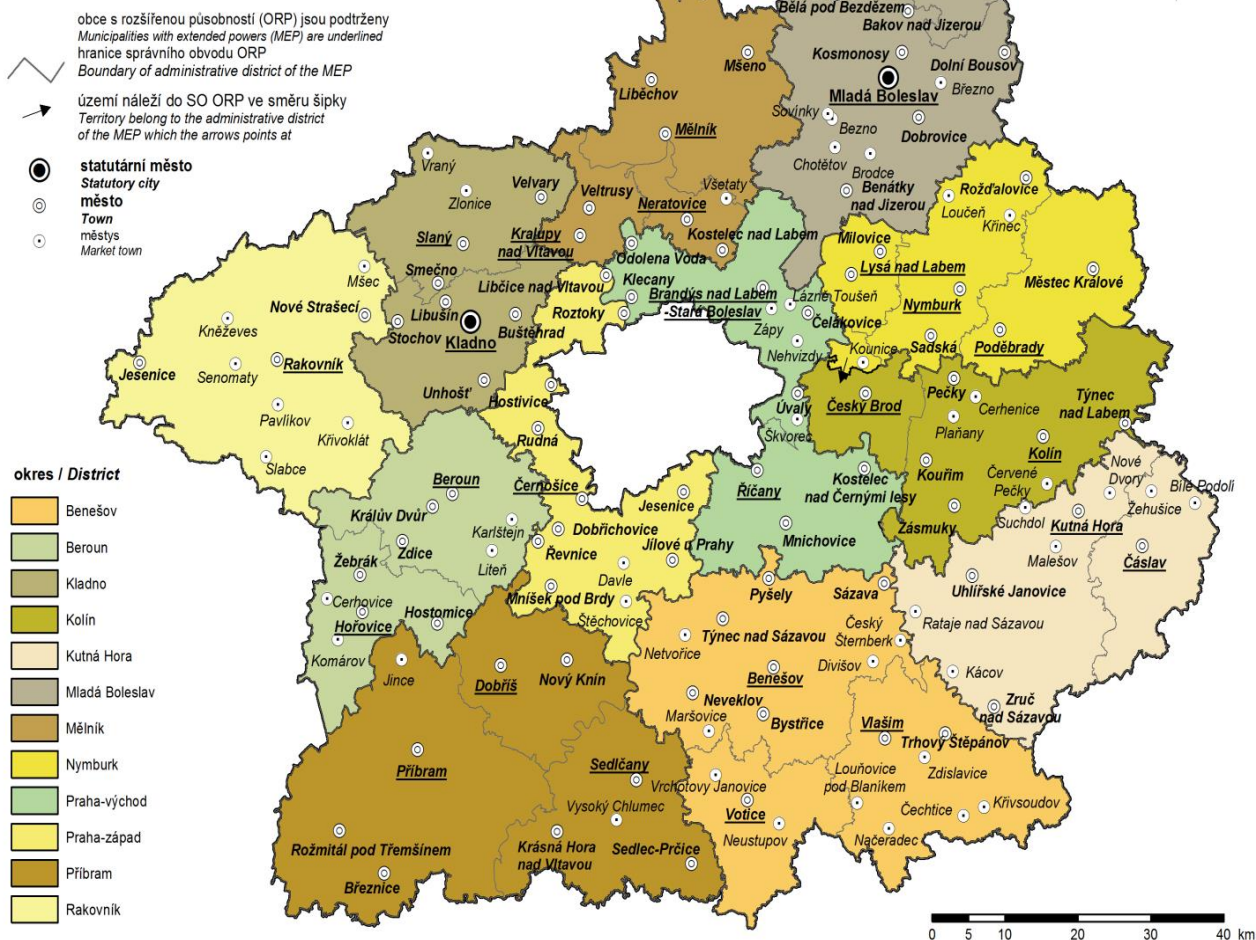 obce s rozšířenou působností (ORP) jsou podtrženy
Municipalities with extended powers (MEP) are underlined
hranice správního obvodu ORP
Boundary of administrative district of the MEP
území náleží do SO ORP ve směru šipky
Territory belong to the administrative district
of the MEP which the arrows points at
statutární město
Statutory city
město
Town
městys
Market town
Bělá pod Bezdězem
Bakov nad Jizerou
Kosmonosy
Dolní Bousov
Mšeno
Liběchov
Mladá Boleslav
Březno
Sovínky
Bezno
Dobrovice
Mělník
Chotětov
Brodce
Vraný
Benátky
nad Jizerou
Rožďalovice
Velvary
Zlonice
Veltrusy
Všetaty
Neratovice
Loučeň
Křinec
Slaný
Kralupy
nad Vltavou
Kostelec nad Labem
Milovice
Odolena Voda
Lysá nad Labem
Mšec
Smečno
Libčice nad Vltavou
Klecany
Brandýs nad Labem
-Stará Boleslav
Lázně Toušeň
Městec Králové
Nymburk
Nové Strašecí
Libušín
Buštěhrad
Roztoky
Zápy
Čelákovice
Kněževes
Stochov
Kladno
Nehvizdy
Kounice
Sadská
Poděbrady
Jesenice
Senomaty
Rakovník
Unhošť
Hostivice
Pečky
Týnec
nad Labem
Úvaly
Český Brod
Cerhenice
Pavlíkov
Křivoklát
Rudná
Škvorec
Plaňany
Kolín
Slabce
Beroun
Černošice
Říčany
Kostelec
nad Černými lesy
Kouřim
Červené
Pečky
Nové
Dvory
Bílé Podolí
Žehušice
okres / District
Benešov
Beroun
Kladno
Kolín
Kutná Hora
Mladá Boleslav
Mělník
Nymburk
Praha-východ
Praha-západ
Příbram
Rakovník
Králův Dvůr
Karlštejn
Jesenice
Dobřichovice
Zásmuky
Suchdol
Kutná Hora
Zdice
Řevnice
Jílové u Prahy
Mnichovice
Malešov
Čáslav
Žebrák
Liteň
Davle
Cerhovice
Mníšek pod Brdy
Pyšely
Sázava
Uhlířské Janovice
Hořovice
Hostomice
Štěchovice
Týnec nad Sázavou
Český
Šternberk
Rataje nad Sázavou
Komárov
Netvořice
Jince
Dobříš
Nový Knín
Benešov
Divišov
Kácov
Neveklov
Maršovice
Bystřice
Zruč
nad Sázavou
Vlašim
Trhový Štěpánov
Příbram
Sedlčany
Vrchotovy Janovice
Louňovice
pod Blaníkem
Zdislavice
Vysoký Chlumec
Votice
Čechtice
Křivsoudov
Rožmitál pod Třemšínem
Krásná Hora
nad Vltavou
Sedlec-Prčice
Neustupov
Načeradec
Březnice
0 5 10 20 30 40 km